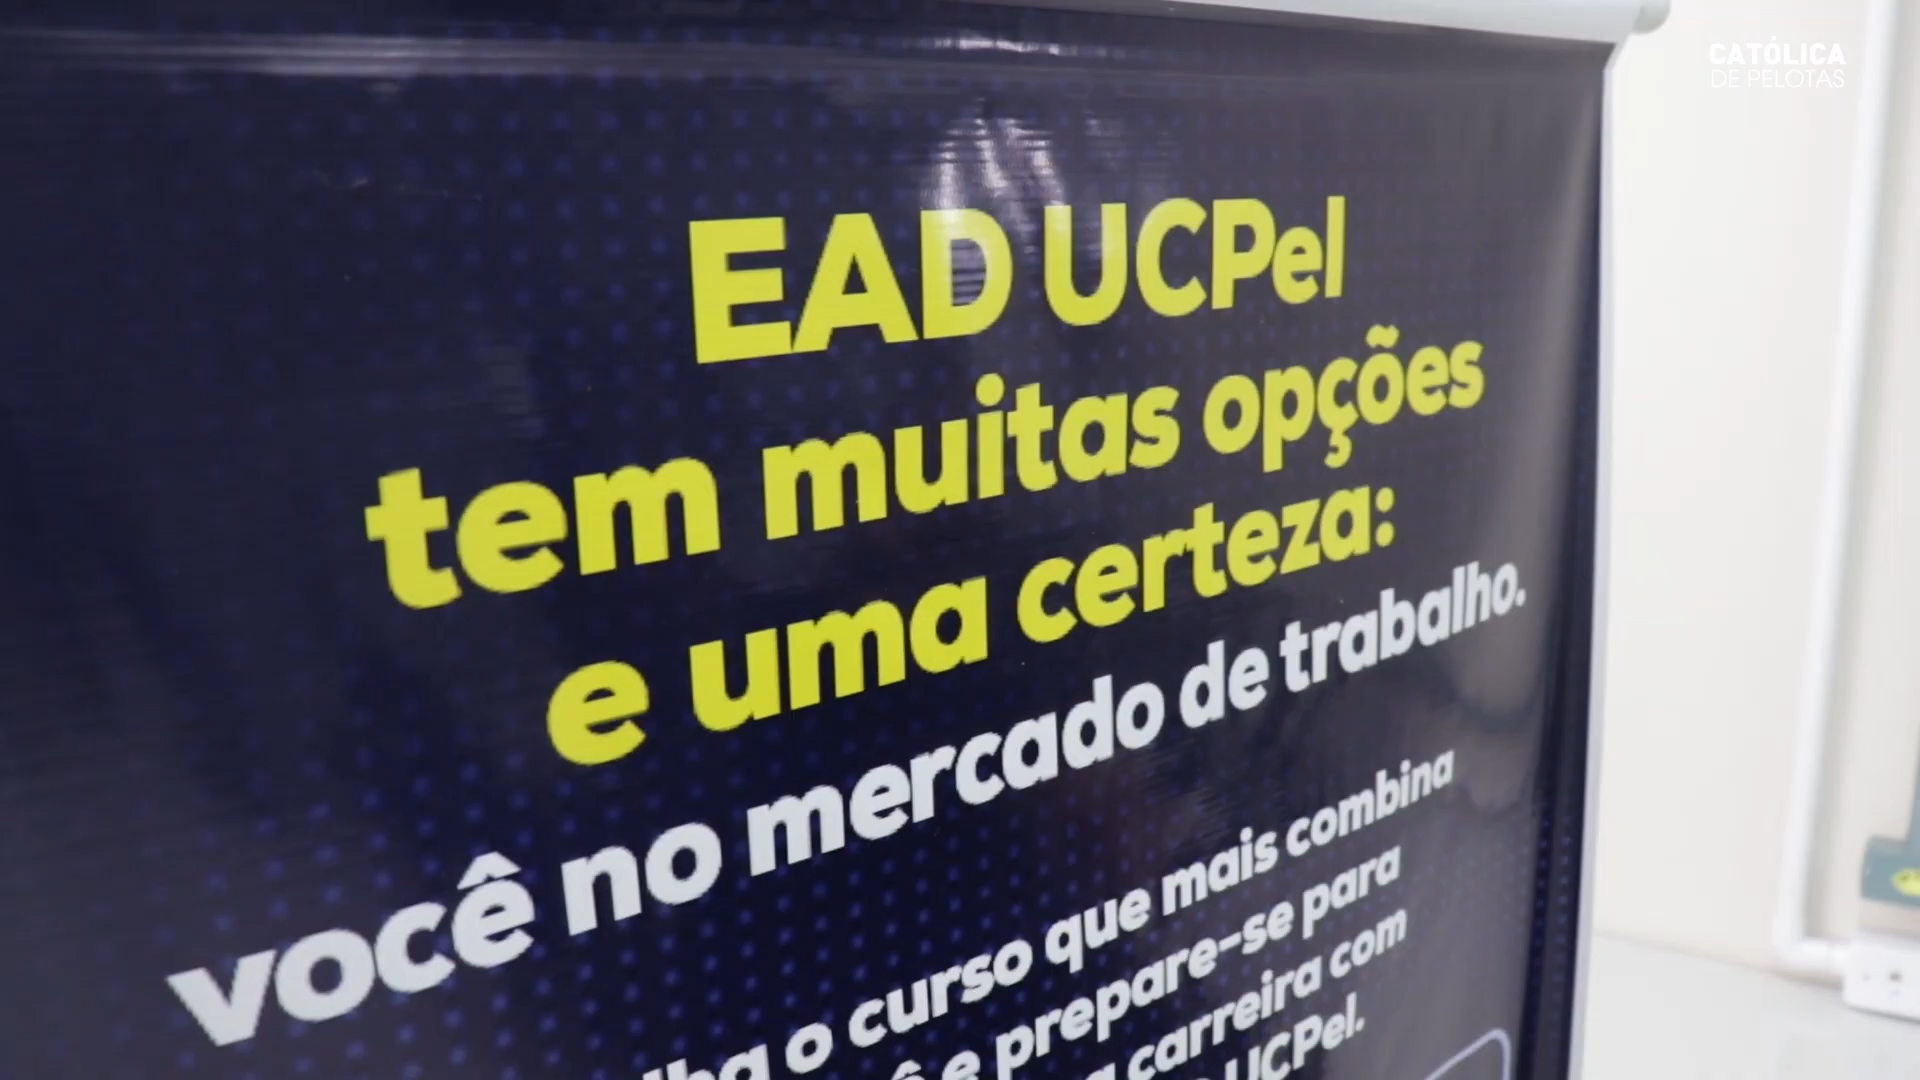 CATÓLICA
DE PELOTAS
EAD UCPel
tem muitas opções
e uma certeza:
você no mercado de trabalho.
o curso que mais combina
e prepare-se para
carreira com
UCPel.